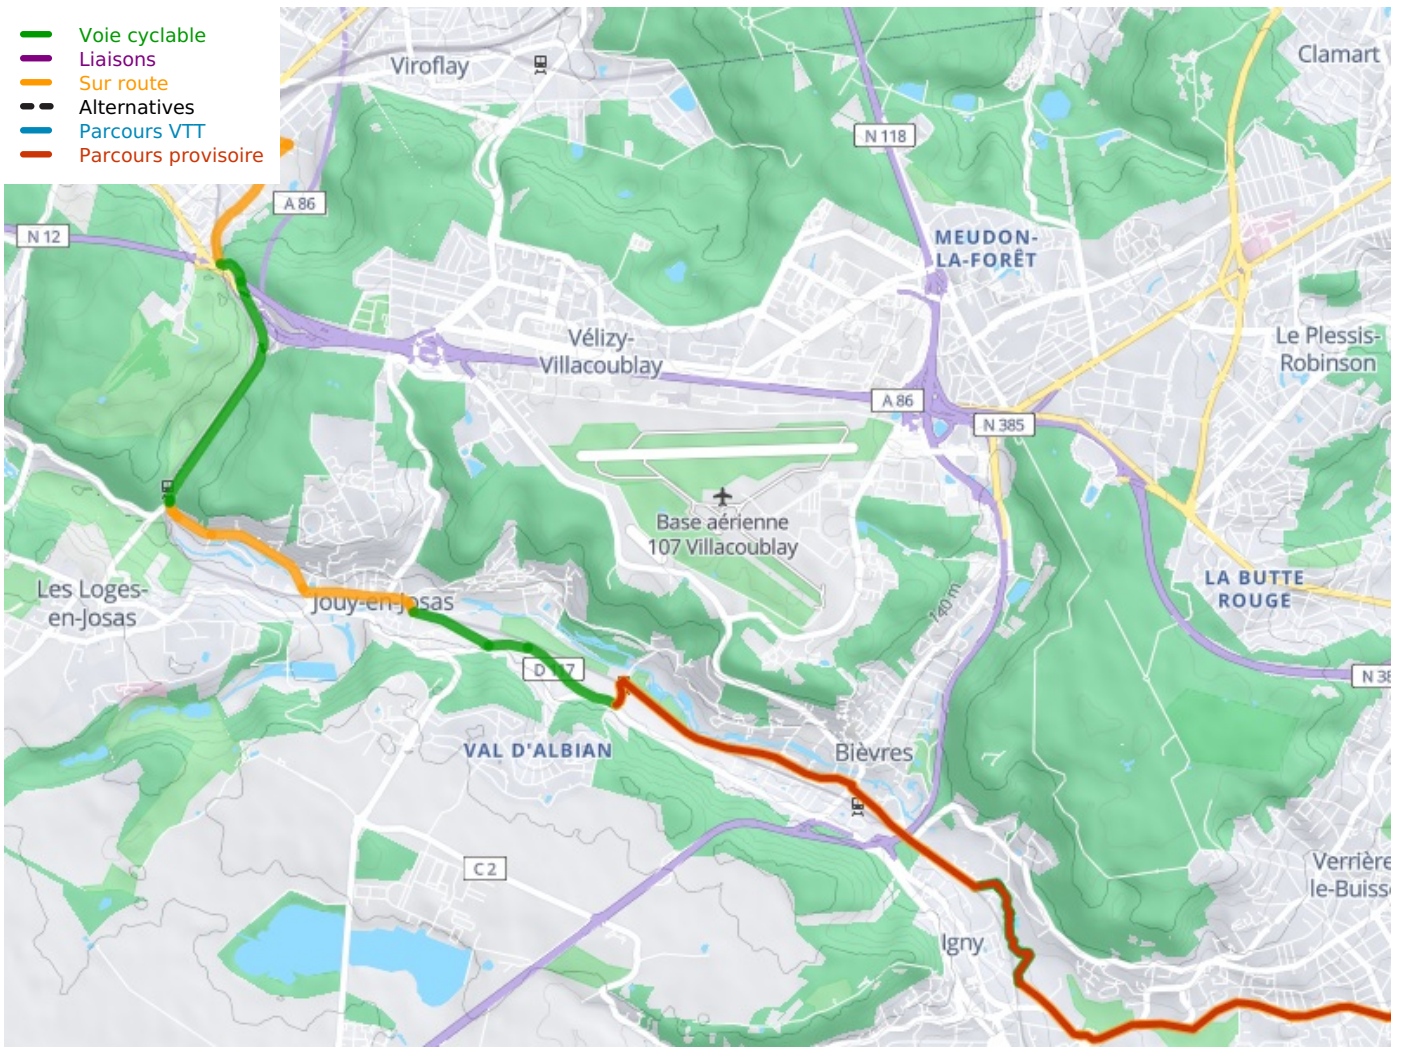 Voie cyclable
Liaisons
Sur route
Alternatives
Parcours VTT
Parcours provisoire
Viroflay
Clamart
N 118
A 86
N 12
MEUDON-
LA-FORÊT
Vélizy-
Villacoublay
Le Plessis-
Robinson
A 86
N 385
Base aérienne
107 Villacoublay
Les Loges-
en-Josas
Jouy-en-Josas
140 m
LA BUTTE
ROUGE
D 117
N 38
VAL D'ALBIAN
Bièvres
C 2
Verrière
le-Buiss
Igny